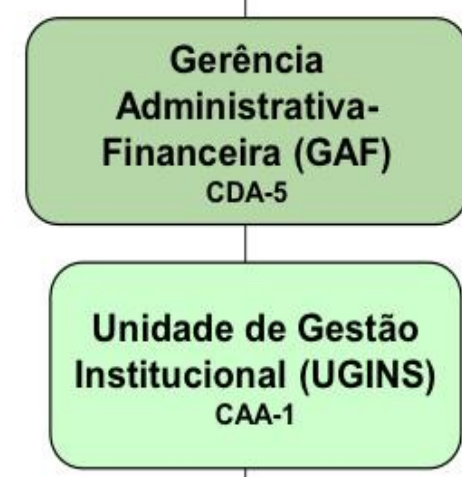 Gerência
Administrativa-
Financeira (GAF)
CDA-5
Unidade de Gestão
Institucional (UGINS)
CAA-1